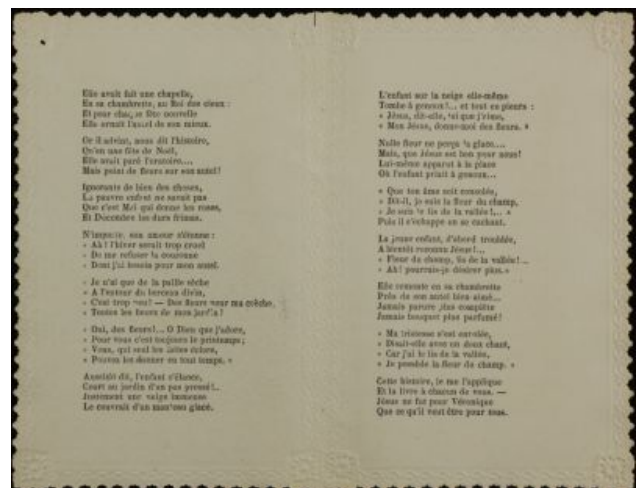 Elle avait fait une chapelle,
En sa chambrette, au Roi des cieux :
Et pour chaque fête nouvelle
Elle ornait l'autel de son mieux.
Or il advint, nous dit l'histoire,
Qu'en une fête de Noël,
Elle avait paré l'oratoire....
Mais point de fleurs sur son autel!
Ignorante de bien des choses,
La pauvre enfant ne savait pas
Que c'est Mai qui donne les roses,
Et Décembre les durs frimas.
N'importe, son amour s'étonne :
« Ah! l'hiver serait trop cruel
« De me refuser la couronne
« Dont j'ai besoin pour mon autel.
« Je n'ai que de la paille sèche
« A l'entour du berceau divin,
« C'est trop peu! — Des fleurs pour ma crèche,
« Toutes les fleurs de mon jardin!
« Oui, des fleurs!... O Dieu que j'adore,
« Pour vous c'est toujours le printemps;
« Vous, qui seul les faites éclore,
« Pouvez les donner en tout temps. »
Aussitôt dit, l'enfant s'élance,
Court au jardin d'un pas pressé!..
Justement une neige immense
Le couvrait d'un manteau glacé.
L'enfant sur la neige elle-même
Tombe à genoux!... et tout en pleurs :
« Jésus, dit-elle, toi que j'aime,
« Mon Jésus, donne-moi des fleurs. »
Nulle fleur ne perça la glace....
Mais, que Jésus est bon pour nous!
Lui-même apparut à la place
Où l'enfant priait à genoux...
« Que ton âme soit consolée,
« Dit-il, je suis la fleur du champ,
« Je suis le lis de la vallée!... »
Puis il s'échappe en se cachant.
La jeune enfant, d'abord troublée,
A bientôt reconnu Jésus!...
« Fleur du champ, lis de la vallée!...
« Ah! pourrais-je désirer plus.»
Elle remonte en sa chambrette
Près de son autel bien-aimé...
Jamais parure plus complète
Jamais bouquet plus parfumé!
« Ma tristesse s'est envolée,
« Disait-elle avec un doux chant,
« Car j'ai le lis de la vallée,
« Je possède la fleur du champ. »
Cette histoire, je me l'applique
Et la livre à chacun de vous. —
Jésus ne fut pour Véronique
Que ce qu'il veut être pour nous.